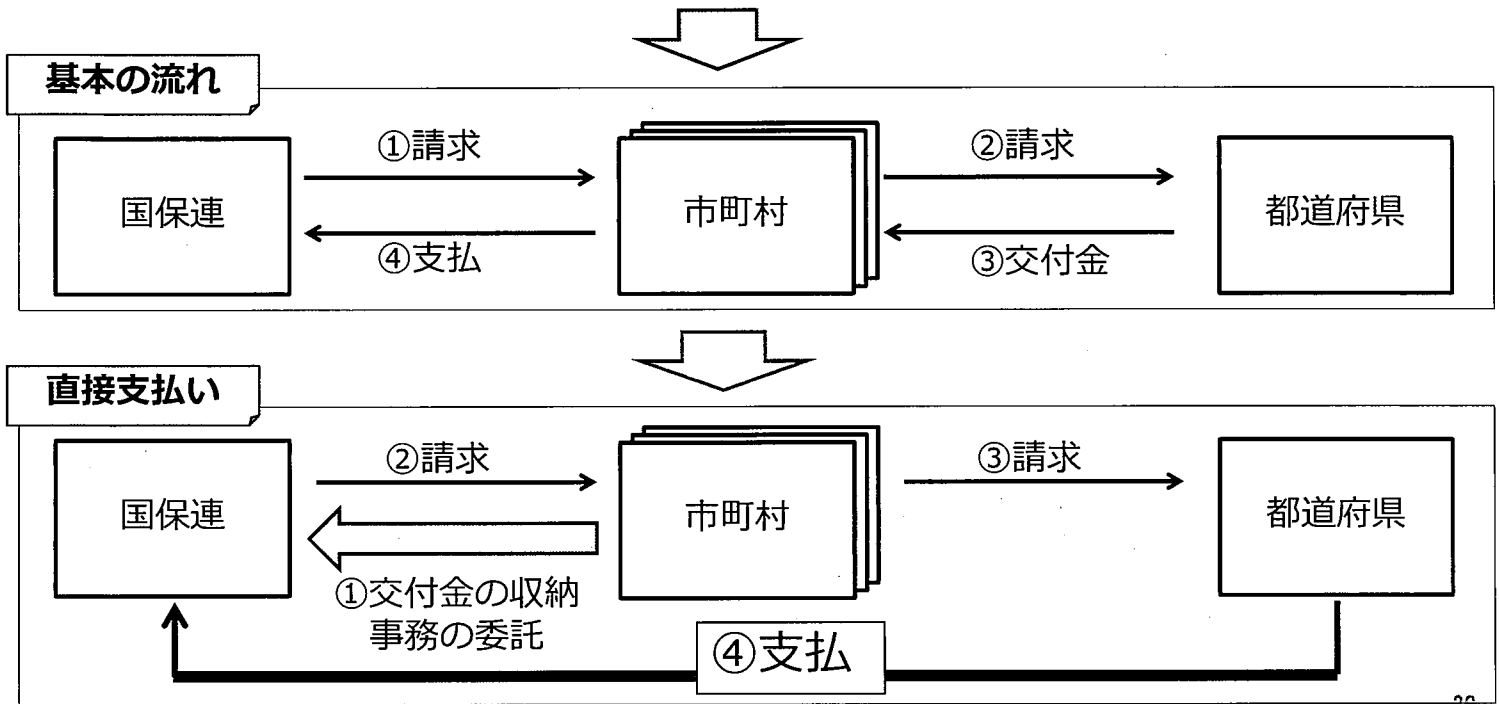 基本の流れ
①請求
②請求
国保連
市町村
都道府県
④支払
③交付金
直接支払い
②請求
③請求
国保連
市町村
都道府県
①交付金の収納
事務の委託
④支払